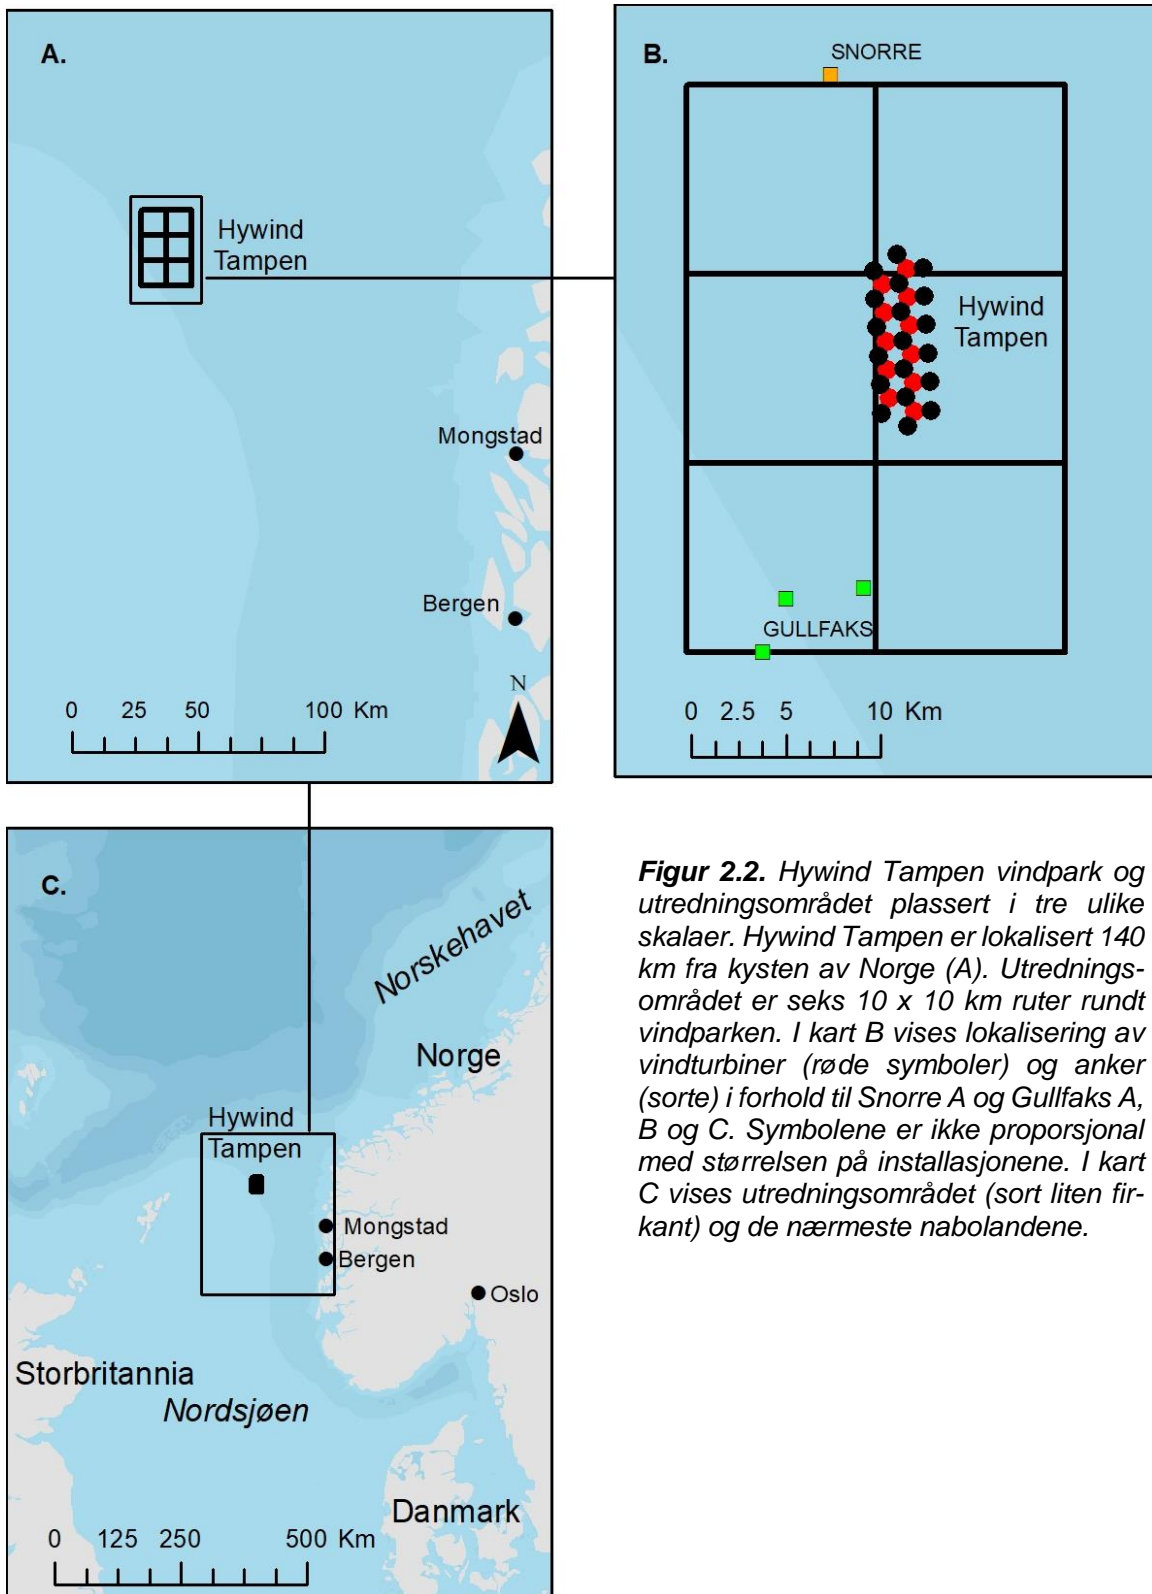 A.
Hywind
Tampen
Mongstad
Bergen
N
0 25 50 100 Km
B.
SNORRE
Hywind
Tampen
GULLFAKS
0 2.5 5 10 Km
C.
Norskehavet
Norge
Hywind
Tampen
Mongstad
Bergen
Oslo
Storbritannia
Nordsjøen
Danmark
0 125 250 500 Km
Figur 2.2. Hywind Tampen vindpark og
utredningsområdet plassert i tre ulike
skalaer. Hywind Tampen er lokalisert 140
km fra kysten av Norge (A). Utrednings-
området er seks 10 x 10 km ruter rundt
vindparken. I kart B vises lokalisering av
vindturbiner (røde symboler) og anker
(sorte) i forhold til Snorre A og Gullfaks A,
B og C. Symbolene er ikke proporsjonal
med størrelsen på installasjonene. I kart
C vises utredningsområdet (sort liten fir-
kant) og de nærmeste nabolandene.